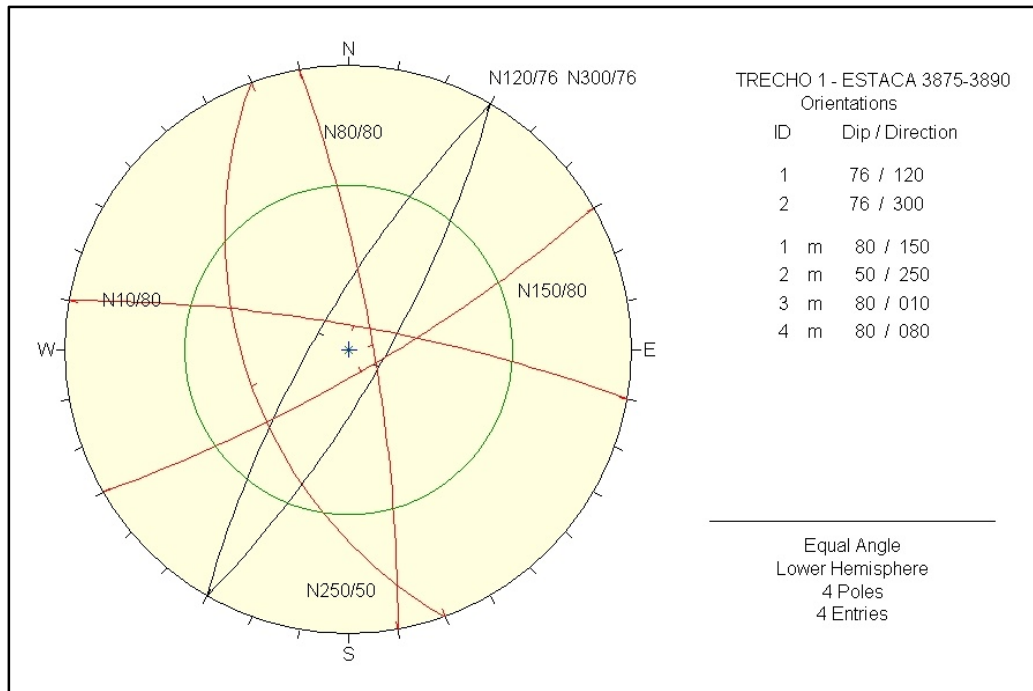 N
N120/76 N300/76
N80/80
N150/80
N10/80
W
E
N250/50
S
TRECHO 1 - ESTACA 3875-3890
Orientations
ID Dip / Direction
1 76 / 120
2 76 / 300
1 m 80 / 150
2 m 50 / 250
3 m 80 / 010
4 m 80 / 080
Equal Angle
Lower Hemisphere
4 Poles
4 Entries